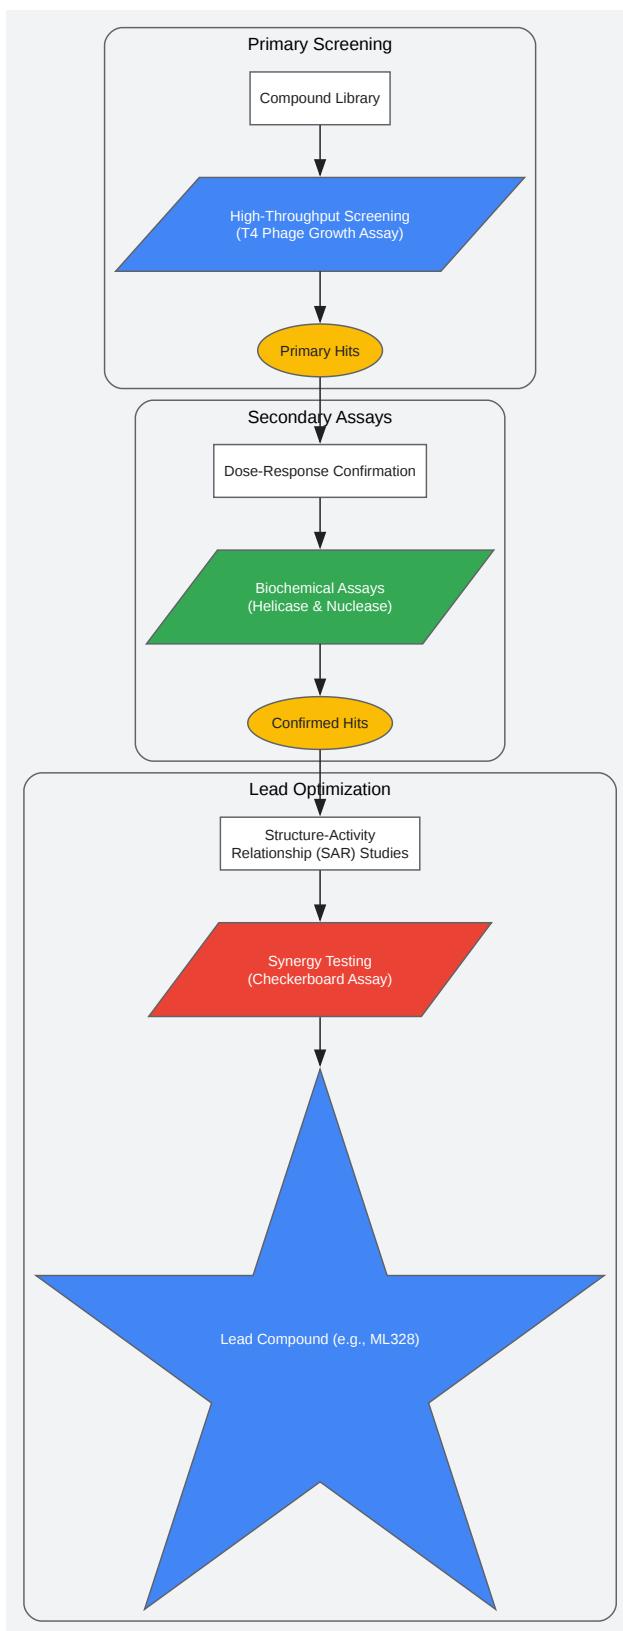 Primary Screening
Compound Library
High-Throughput Screening
(T4 Phage Growth Assay)
Primary Hits
Secondary Assays
Dose-Response Confirmation
Biochemical Assays
(Helicase & Nuclease)
Confirmed Hits
Lead Optimization
Structure-Activity
Relationship (SAR) Studies
Synergy Testing
(Checkerboard Assay)
Lead Compound (e.g., ML328)